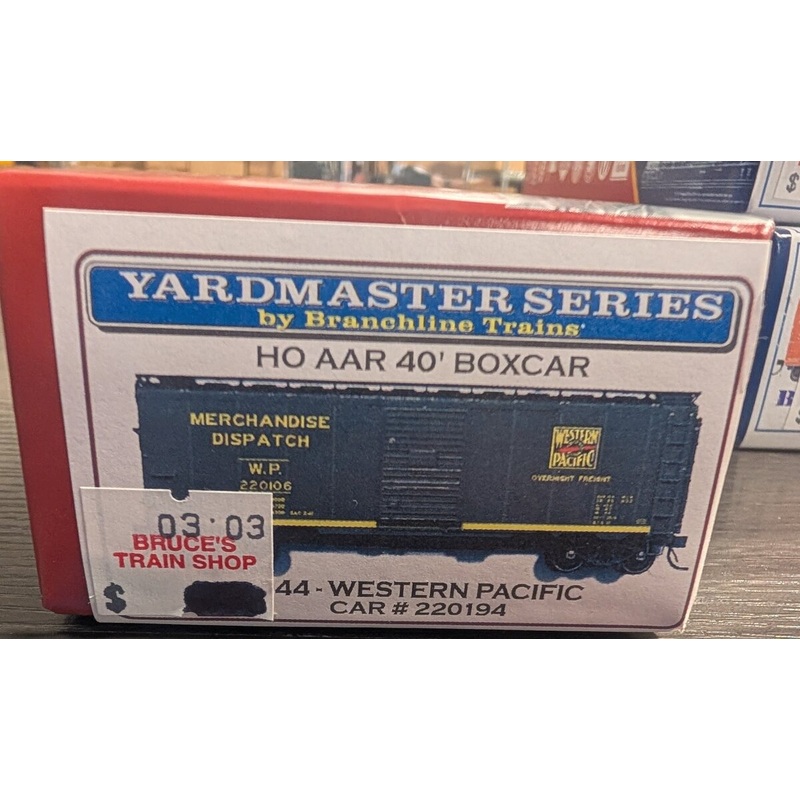 YARDMASTER SERIES
by Branchline Trains
HO AAR 40' BOXCAR
MERCHANDISE
DISPATCH
W.P.
220106
WESTERN
PACIFIC
OVERNIGHT FREIGHT
03 03
BRUCE'S
TRAIN SHOP
$
44 - WESTERN PACIFIC
CAR # 220194